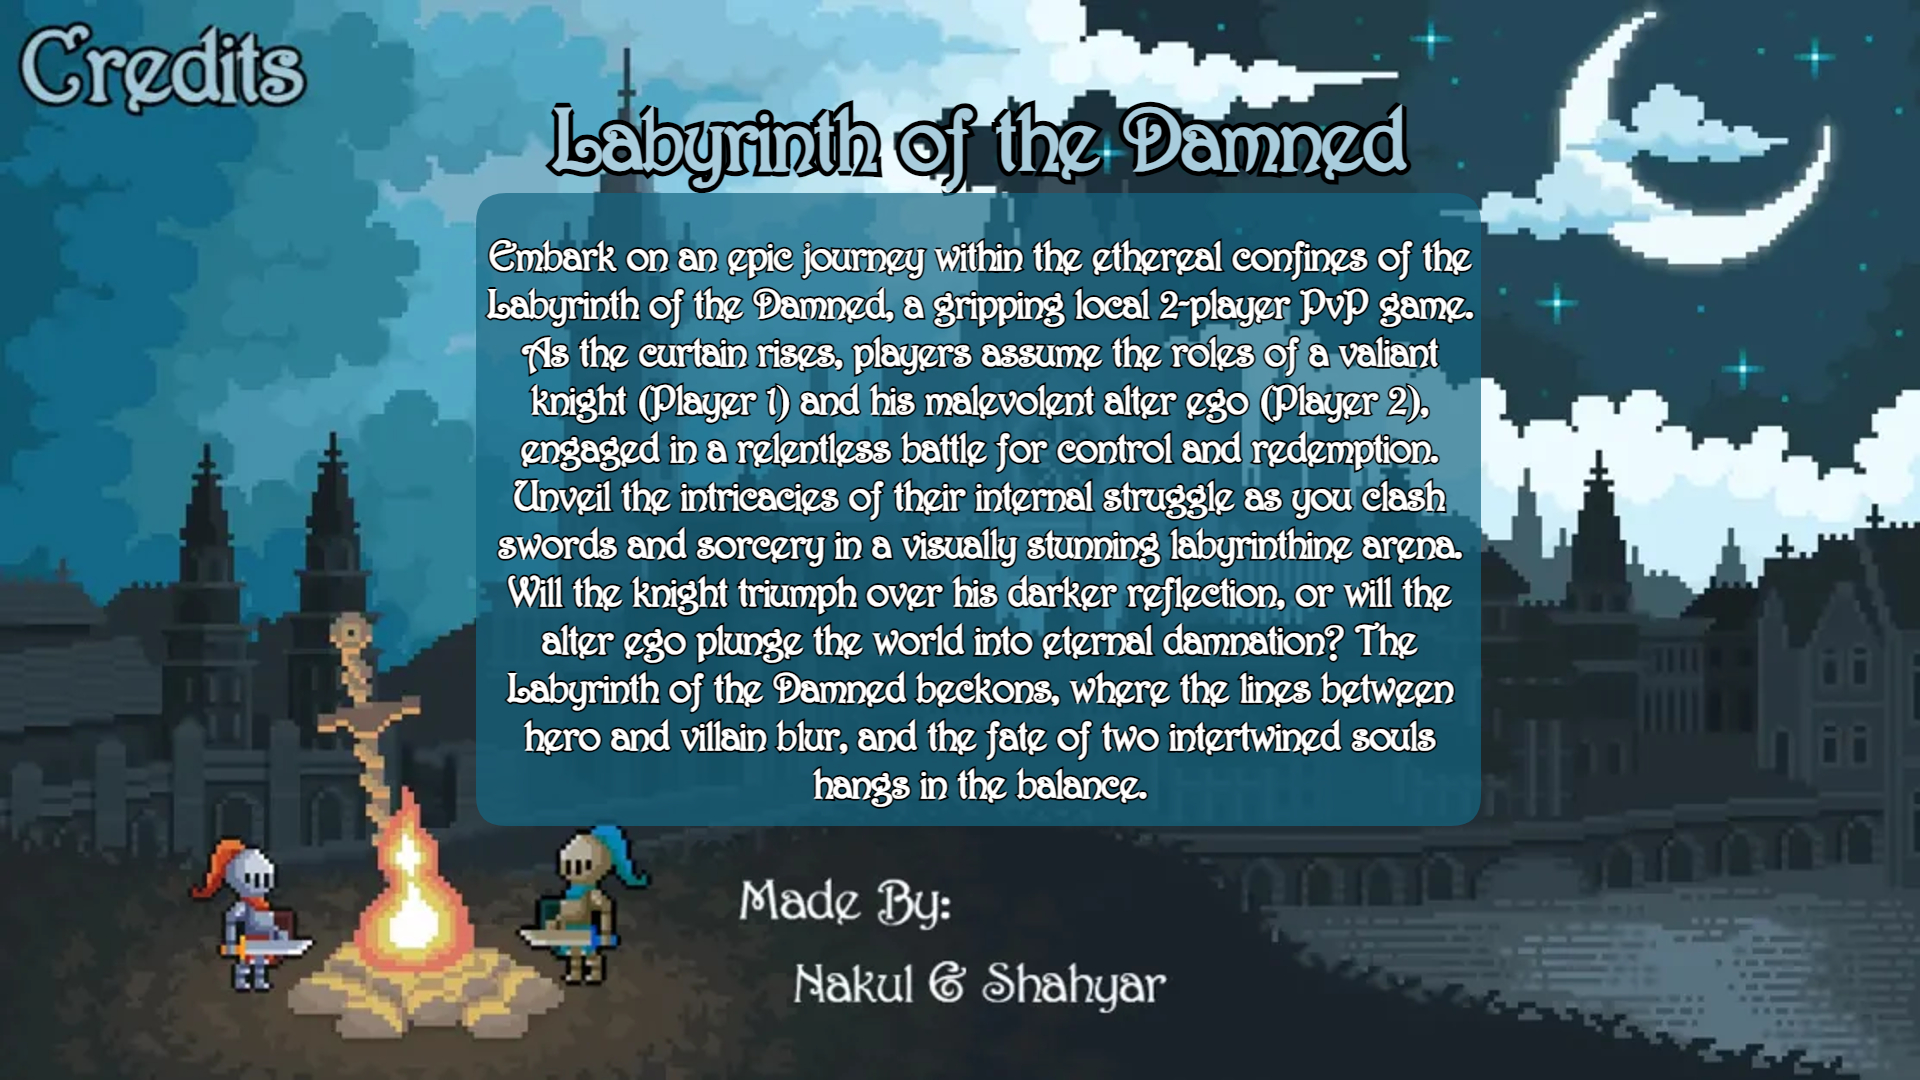 Credits
Labyrinth of the Damned
Embark on an epic journey within the ethereal confines of the
Labyrinth of the Damned, a gripping local 2-player PvP game.
As the curtain rises, players assume the roles of a valiant
knight (Player 1) and his malevolent alter ego (Player 2),
engaged in a relentless battle for control and redemption.
Unveil the intricacies of their internal struggle as you clash
swords and sorcery in a visually stunning labyrinthine arena.
Will the knight triumph over his darker reflection, or will the
alter ego plunge the world into eternal damnation? The
Labyrinth of the Damned beckons, where the lines between
hero and villain blur, and the fate of two intertwined souls
hangs in the balance.
Made By:
Nakul & Shahyar